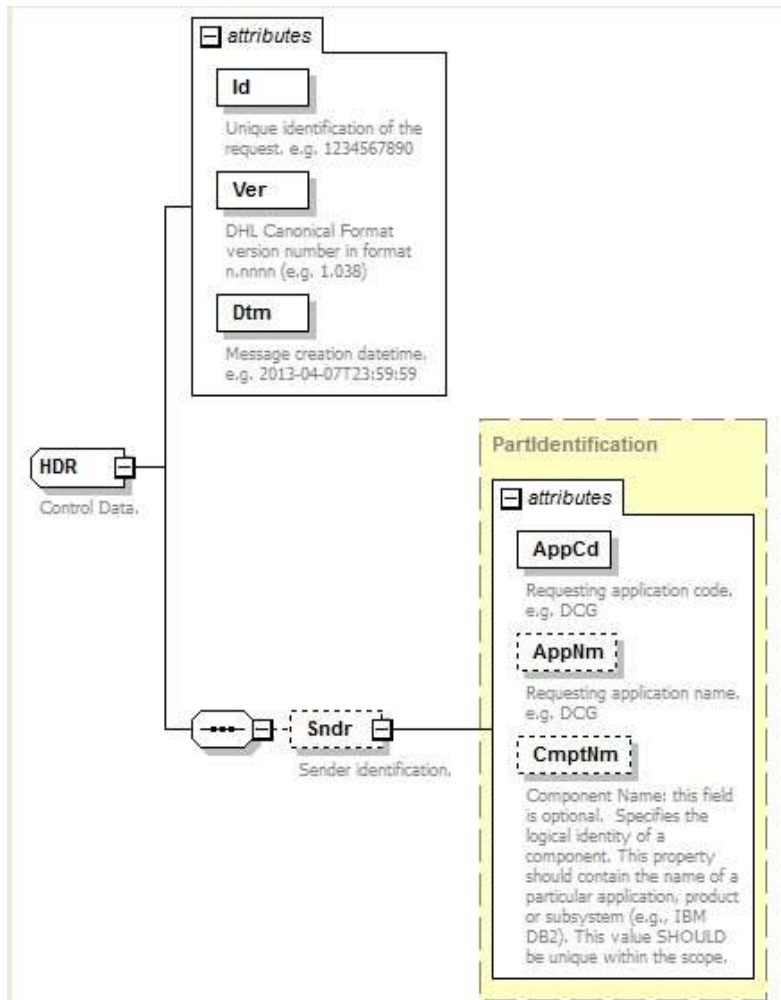 attributes
Id
Unique identification of the
request, e.g. 1234567890
Ver
DHL Canonical Format
version number in format
n.nnnn (e.g. 1.038)
Dtm
Message creation datetime.
e.g. 2013-04-07T23:59:59
HDR
Control Data.
PartIdentification
attributes
AppCd
Requesting application code.
e.g. DCG
AppNm
Requesting application name.
e.g. DCG
Sndr
Sender identification.
CmptNm
Component Name: this field
is optional.  Specifies the
logical identity of a
component. This property
should contain the name of a
particular application, product
or subsystem (e.g., IBM
DB2). This value SHOULD
be unique within the scope.